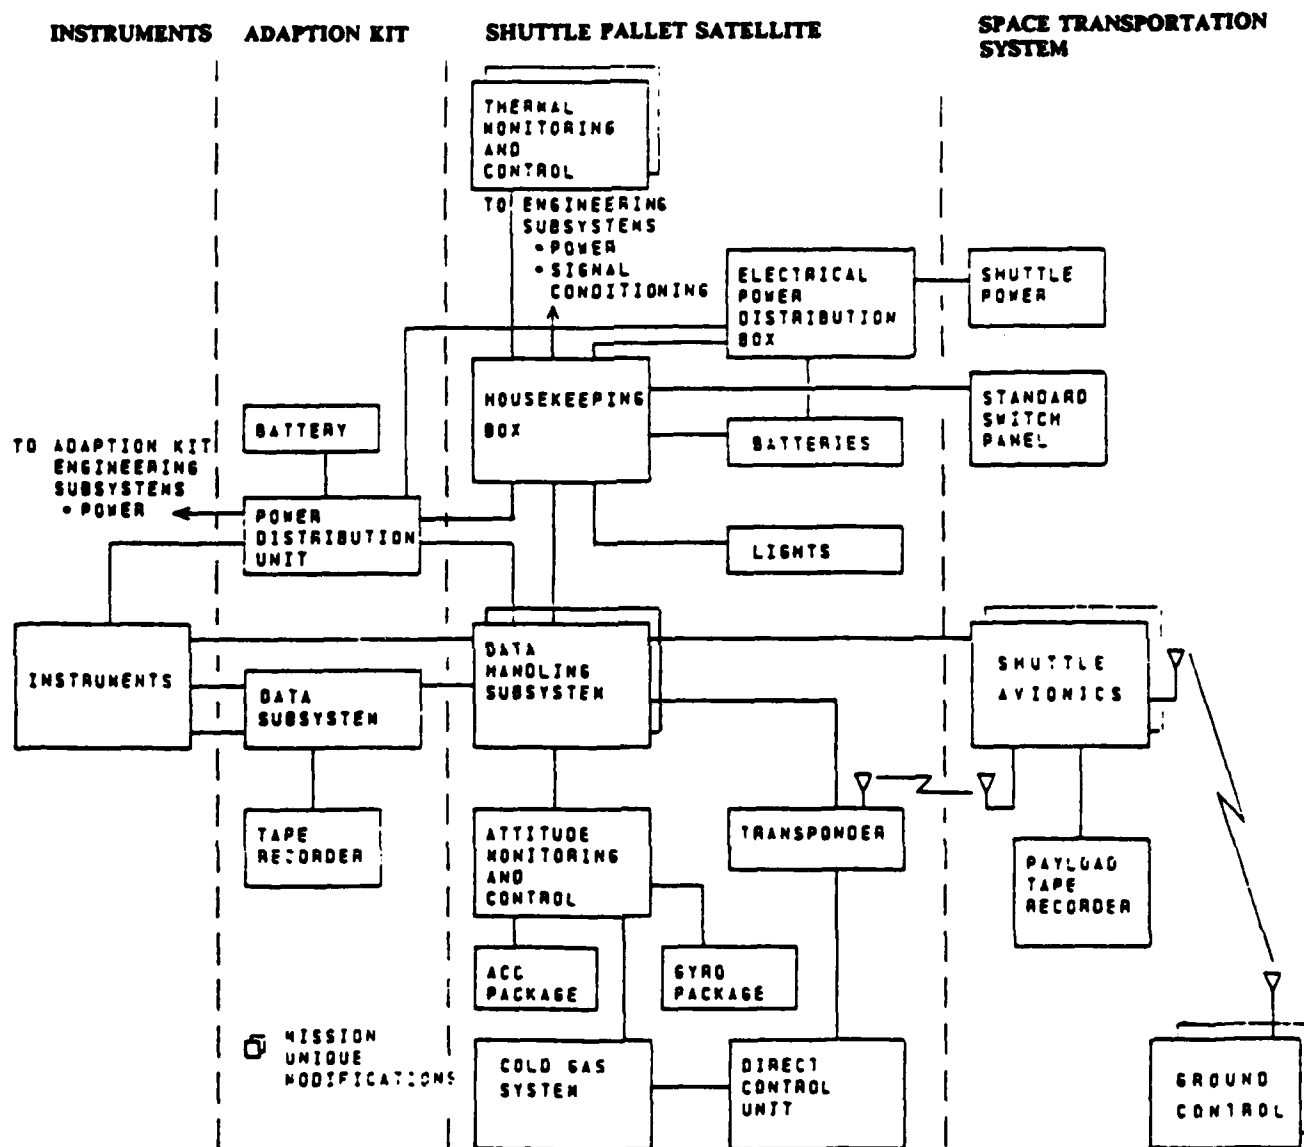 INSTRUMENTS
ADAPTION KIT
SHUTTLE PALLET SATELLITE
SPACE TRANSPORTATION
SYSTEM
THERMAL
MONITORING
AND
CONTROL
TO ENGINEERING
SUBSYSTEMS
• POWER
• SIGNAL
CONDITIONING
ELECTRICAL
POWER
DISTRIBUTION
BOX
SHUTTLE
POWER
HOUSEKEEPING
BOX
STANDARD
SWITCH
PANEL
BATTERY
BATTERIES
TO ADAPTION KIT
ENGINEERING
SUBSYSTEMS
• POWER
POWER
DISTRIBUTION
UNIT
LIGHTS
INSTRUMENTS
DATA
SUBSYSTEM
DATA
HANDLING
SUBSYSTEM
SHUTTLE
AVIONICS
TAPE
RECORDER
ATTITUDE
MONITORING
AND
CONTROL
TRANSPONDER
PAYLOAD
TAPE
RECORDER
ACC
PACKAGE
GYRO
PACKAGE
MISSION
UNIQUE
MODIFICATIONS
COLD GAS
SYSTEM
DIRECT
CONTROL
UNIT
GROUND
CONTROL